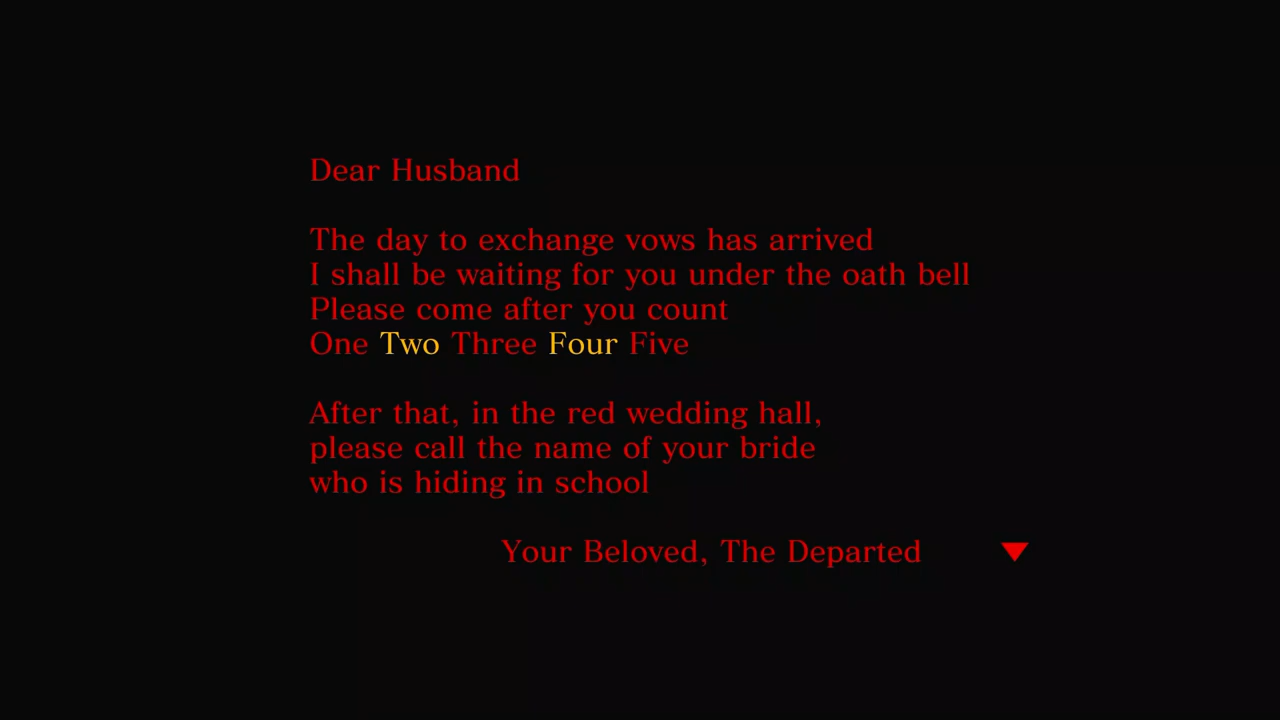 Dear Husband
The day to exchange vows has arrived
I shall be waiting for you under the oath bell
Please come after you count
One Two Three Four Five
After that, in the red wedding hall,
please call the name of your bride
who is hiding in school
Your Beloved, The Departed